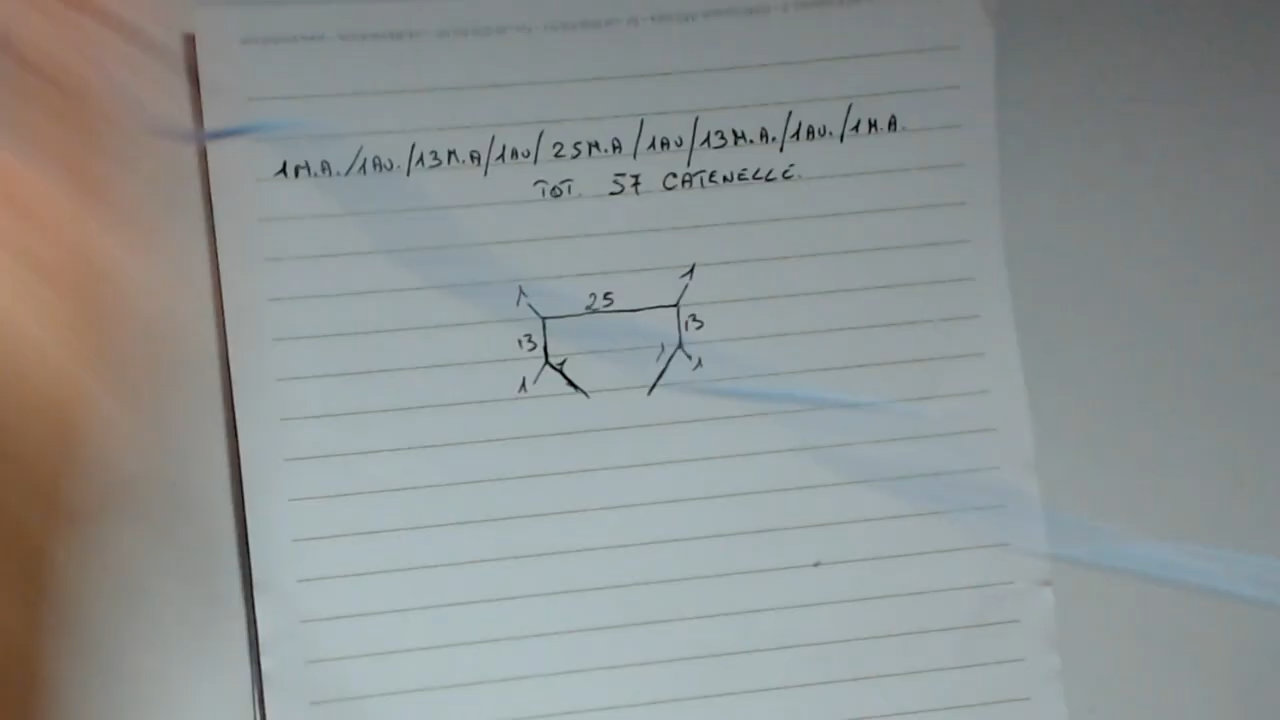 1M.A./1AU./13M.A/1AU/25M.A/1AU/13M.A./1AU./1M.A.
TOT. 57 CATENELLE.
1 25 1
13 13
1 1 1 1